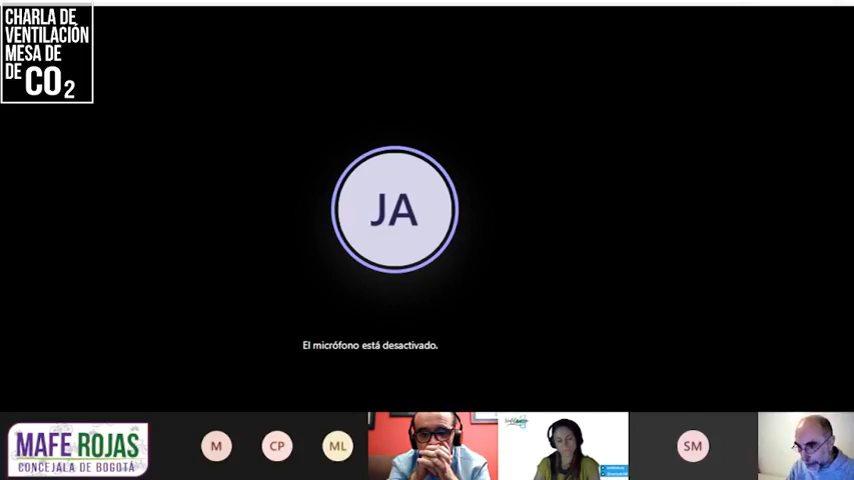 CHARLA DE
VENTILACIÓN
MESA DE
DE CO2
JA
El micrófono está desactivado.
MAFE ROJAS
CONCEJALA DE BOGOTÁ
M
CP
ML
SM